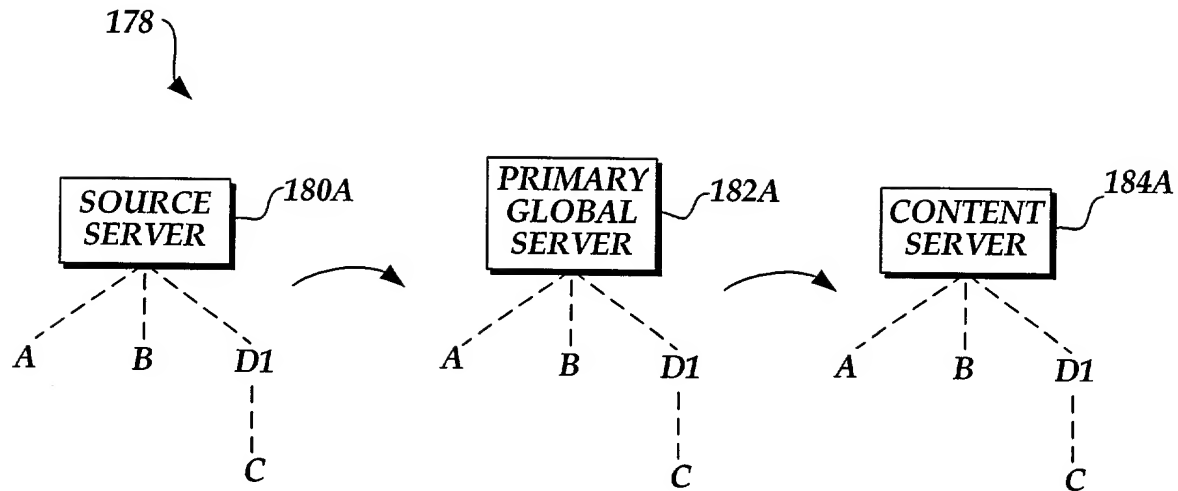 178
SOURCE
SERVER
180A
PRIMARY
GLOBAL
SERVER
182A
CONTENT
SERVER
184A
A B D1
C
A B D1
C
A B D1
C